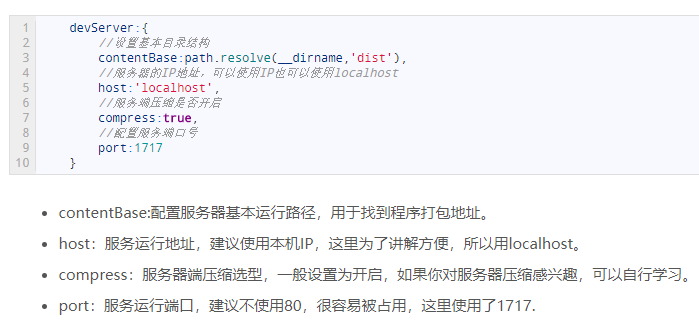 1 devServer:{
2 //设置基本目录结构
3 contentBase:path.resolve(__dirname,'dist'),
4 //服务器的IP地址，可以使用IP也可以使用localhost
5 host:'localhost',
6 //服务端压缩是否开启
7 compress:true,
8 //配置服务端口号
9 port:1717
10 }
• contentBase:配置服务器基本运行路径，用于找到程序打包地址。
• host：服务运行地址，建议使用本机IP，这里为了讲解方便，所以用localhost。
• compress：服务器端压缩选型，一般设置为开启，如果你对服务器压缩感兴趣，可以自行学习。
• port：服务运行端口，建议不使用80，很容易被占用，这里使用了1717.